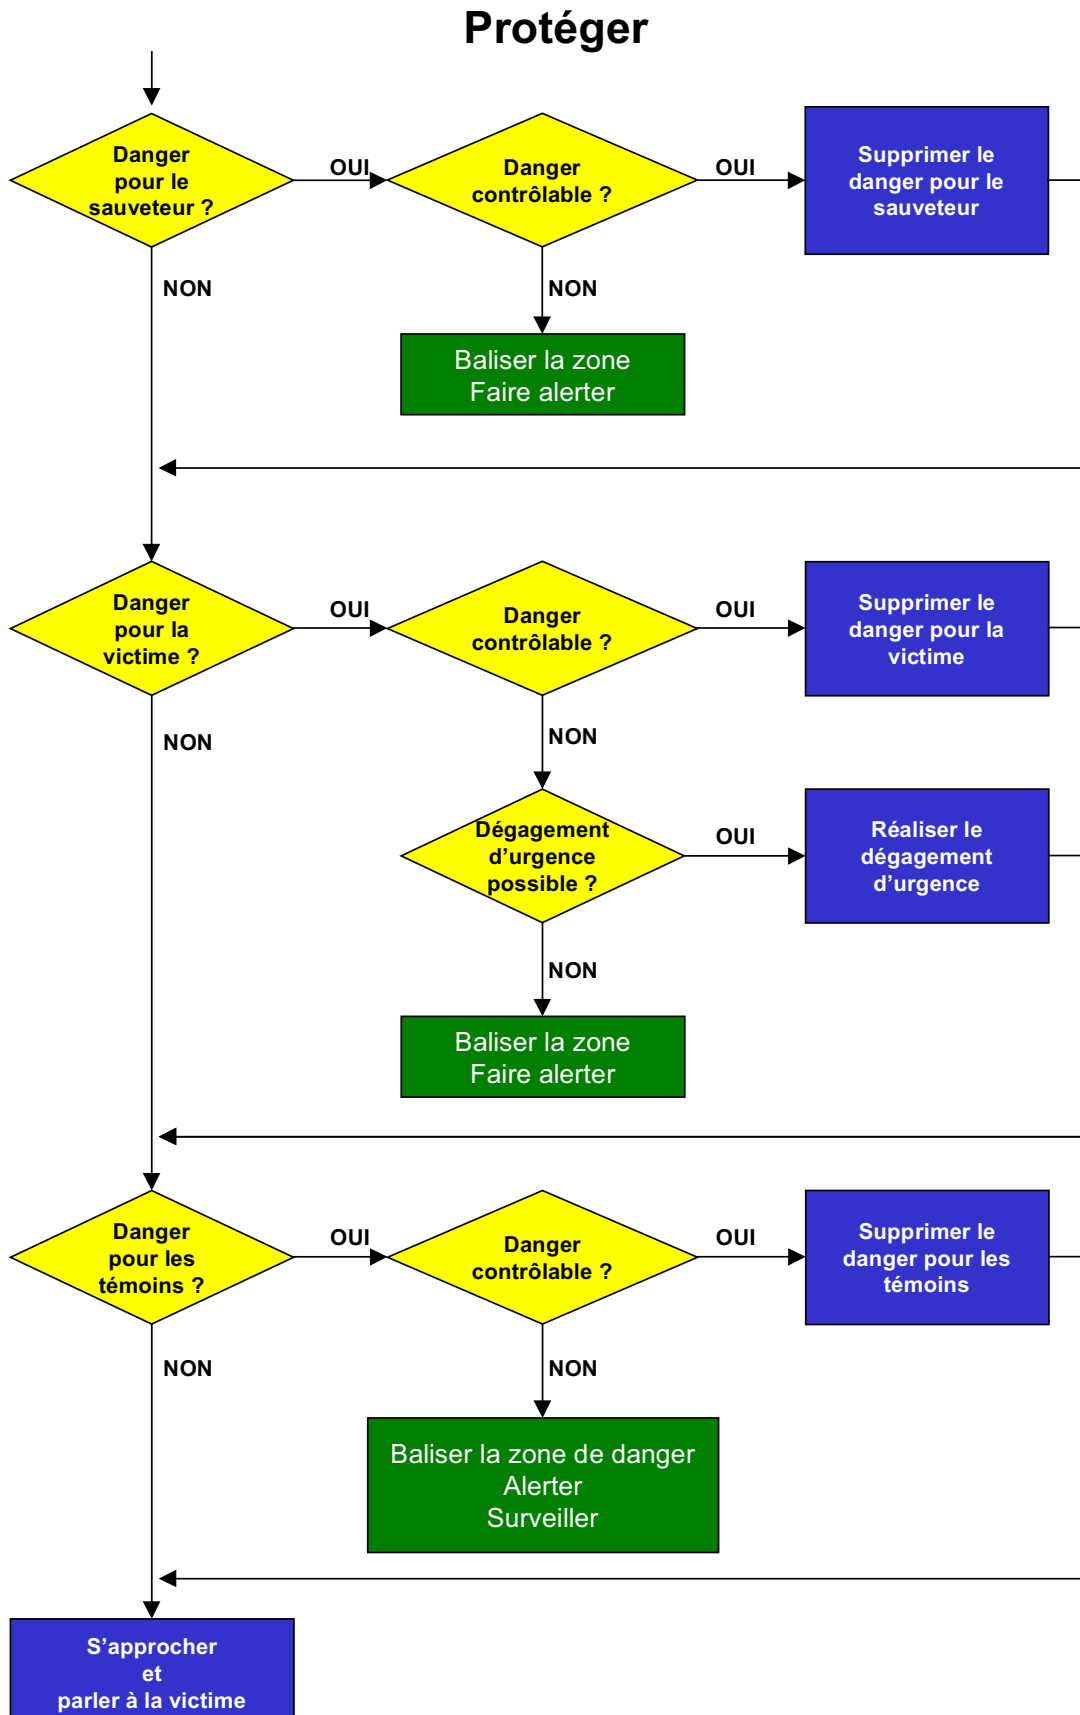 Protéger
Danger
pour le
sauveteur ?
OUI
Danger
contrôlable ?
OUI
Supprimer le
danger pour le
sauveteur
NON
NON
Baliser la zone
Faire alerter
Danger
pour la
victime ?
OUI
Danger
contrôlable ?
OUI
Supprimer le
danger pour la
victime
NON
NON
Dégagement
d’urgence
possible ?
OUI
Réaliser le
dégagement
d’urgence
NON
Baliser la zone
Faire alerter
Danger
pour les
témoins ?
OUI
Danger
contrôlable ?
OUI
Supprimer le
danger pour les
témoins
NON
NON
Baliser la zone de danger
Alerter
Surveiller
S’approcher
et
parler à la victime